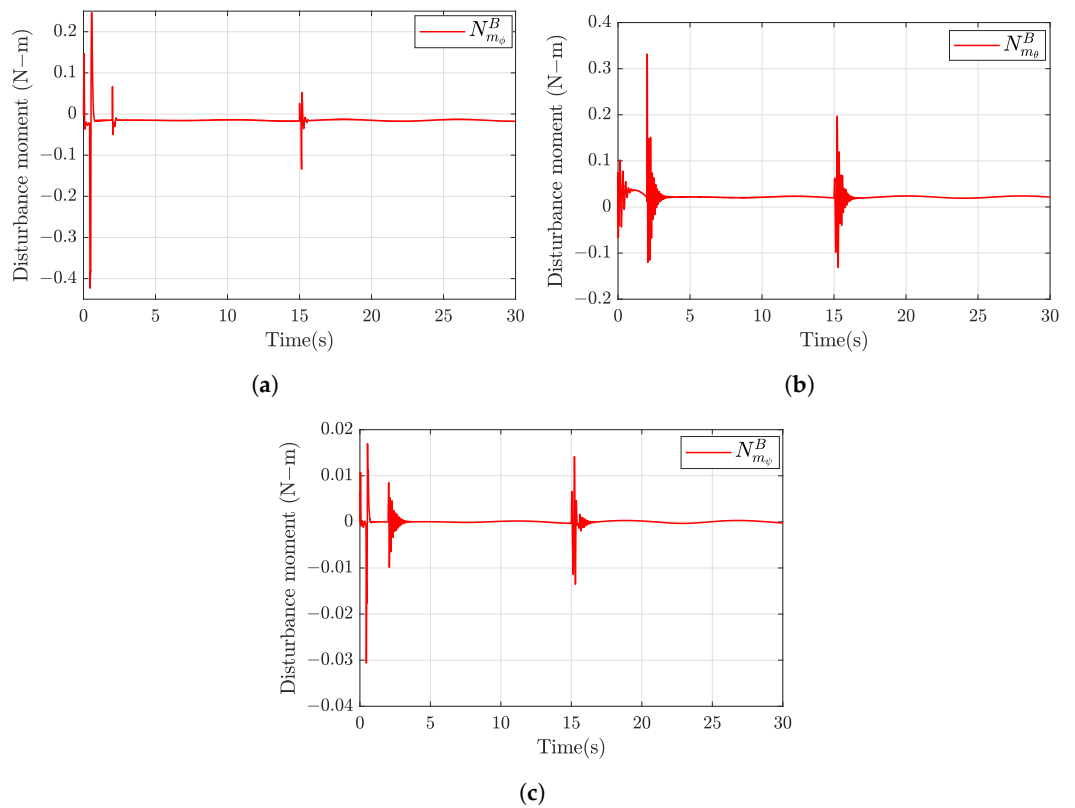 0.2
0.1
0
−0.1
−0.2
−0.3
−0.4
Disturbance moment (N−m)
N^B_{m_ϕ}
0 5 10 15 20 25 30
Time(s)
(a)
0.4
0.3
0.2
0.1
0
−0.1
−0.2
Disturbance moment (N−m)
N^B_{m_θ}
0 5 10 15 20 25 30
Time(s)
(b)
0.02
0.01
0
−0.01
−0.02
−0.03
−0.04
Disturbance moment (N−m)
N^B_{m_ψ}
0 5 10 15 20 25 30
Time(s)
(c)